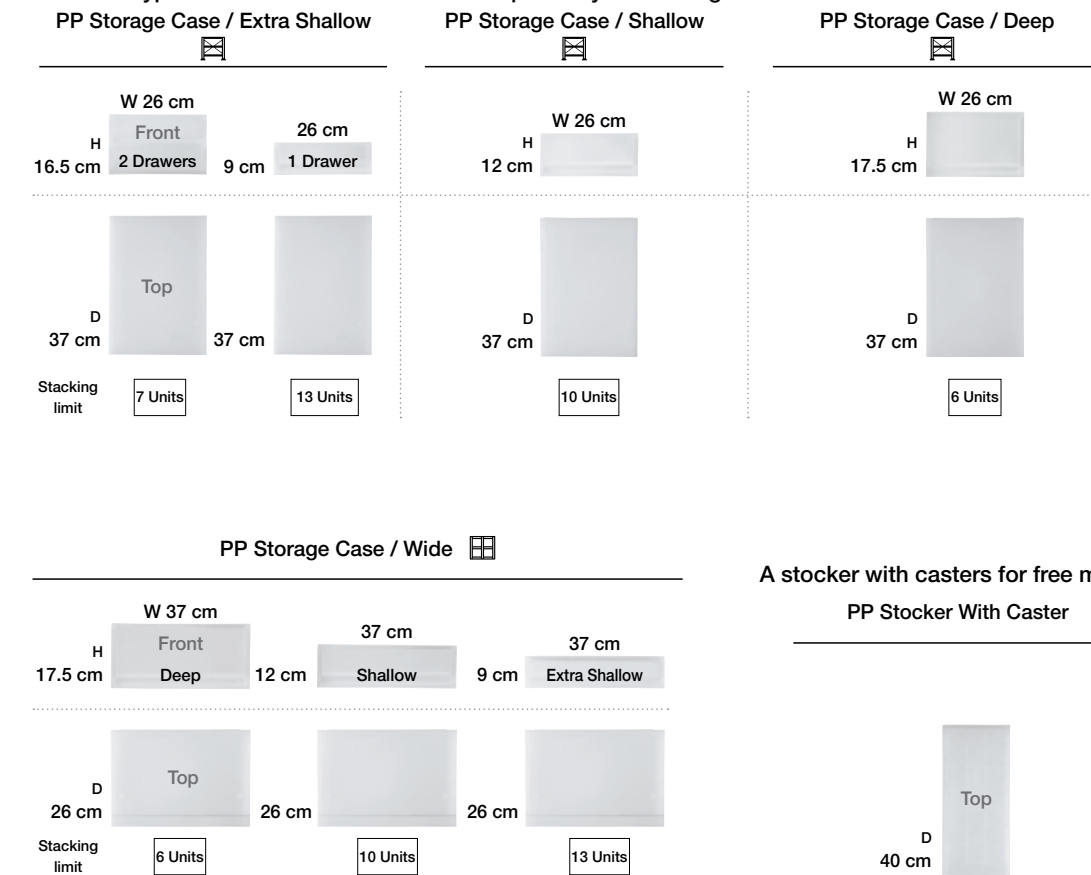 PP Storage Case / Extra Shallow
W 26 cm
Front
2 Drawers
H
16.5 cm
26 cm
1 Drawer
9 cm
Top
D
37 cm
37 cm
Stacking
limit
7 Units
13 Units
PP Storage Case / Shallow
W 26 cm
H
12 cm
D
37 cm
10 Units
PP Storage Case / Deep
W 26 cm
H
17.5 cm
D
37 cm
6 Units
PP Storage Case / Wide
W 37 cm
Front
Deep
H
17.5 cm
37 cm
Shallow
12 cm
37 cm
Extra Shallow
9 cm
Top
D
26 cm
26 cm
26 cm
Stacking
limit
6 Units
10 Units
13 Units
A stocker with casters for free
PP Stocker With Caster
Top
D
40 cm